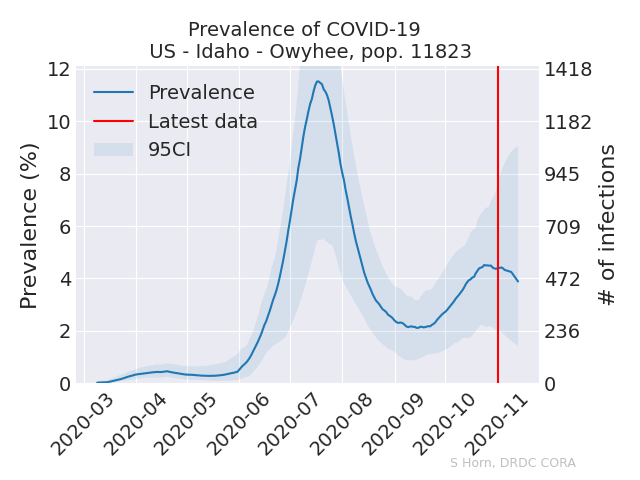 Prevalence of COVID-19
US - Idaho - Owyhee, pop. 11823
Prevalence
Latest data
95CI
Prevalence (%)
12
10
8
6
4
2
0
# of infections
1418
1182
945
709
472
236
0
2020-03
2020-04
2020-05
2020-06
2020-07
2020-08
2020-09
2020-10
2020-11
S Horn, DRDC CORA